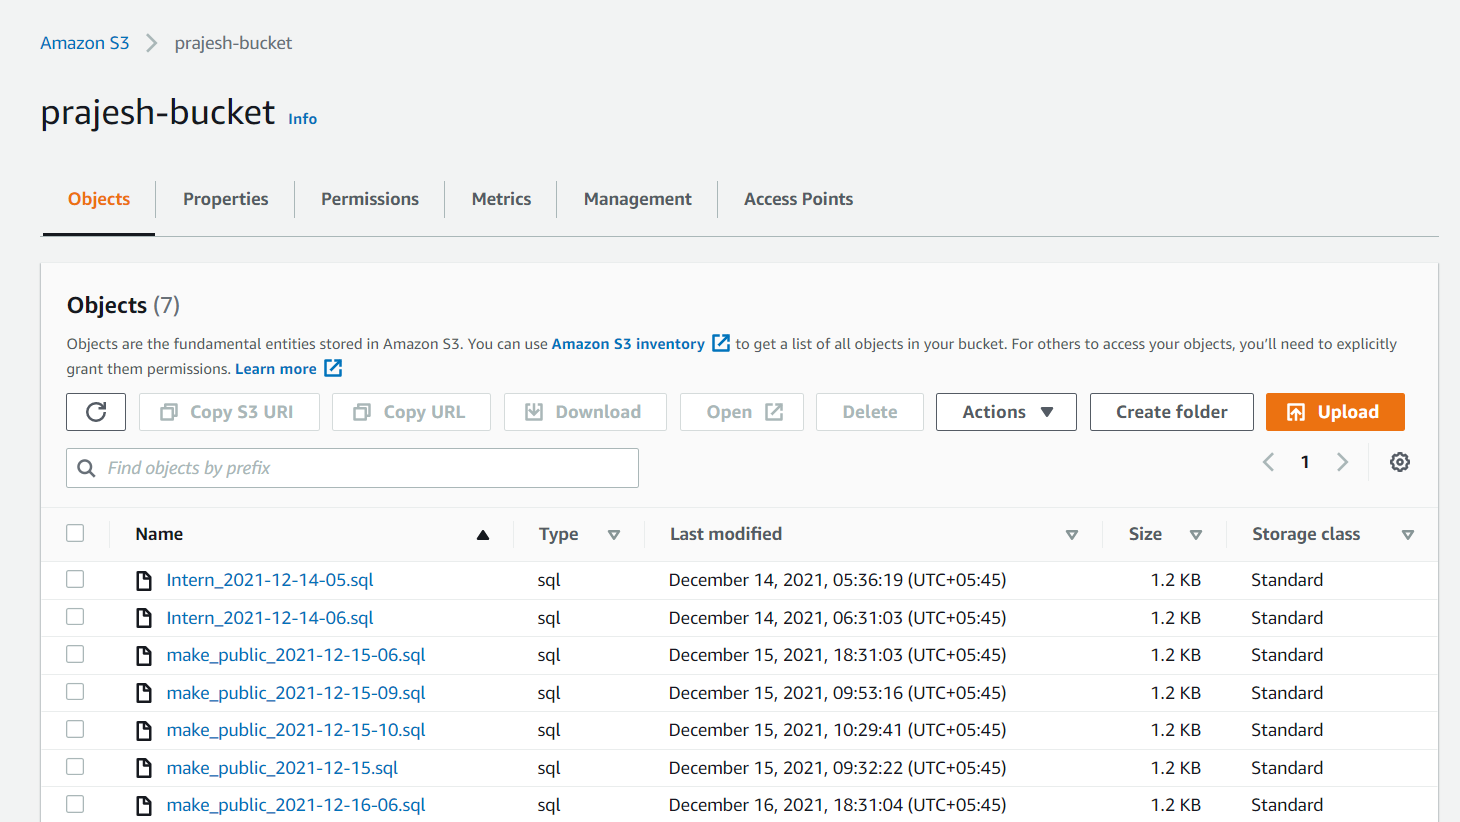 Amazon S3 prajesh-bucket
prajesh-bucket Info
Objects Properties Permissions Metrics Management Access Points
Objects (7)
Objects are the fundamental entities stored in Amazon S3. You can use Amazon S3 inventory to get a list of all objects in your bucket. For others to access your objects, you'll need to explicitly
grant them permissions. Learn more
Copy S3 URI Copy URL Download Open Delete Actions Create folder Upload
Find objects by prefix 1
Name Type Last modified Size Storage class
Intern_2021-12-14-05.sql sql December 14, 2021, 05:36:19 (UTC+05:45) 1.2 KB Standard
Intern_2021-12-14-06.sql sql December 14, 2021, 06:31:03 (UTC+05:45) 1.2 KB Standard
make_public_2021-12-15-06.sql sql December 15, 2021, 18:31:03 (UTC+05:45) 1.2 KB Standard
make_public_2021-12-15-09.sql sql December 15, 2021, 09:53:16 (UTC+05:45) 1.2 KB Standard
make_public_2021-12-15-10.sql sql December 15, 2021, 10:29:41 (UTC+05:45) 1.2 KB Standard
make_public_2021-12-15.sql sql December 15, 2021, 09:32:22 (UTC+05:45) 1.2 KB Standard
make_public_2021-12-16-06.sql sql December 16, 2021, 18:31:04 (UTC+05:45) 1.2 KB Standard